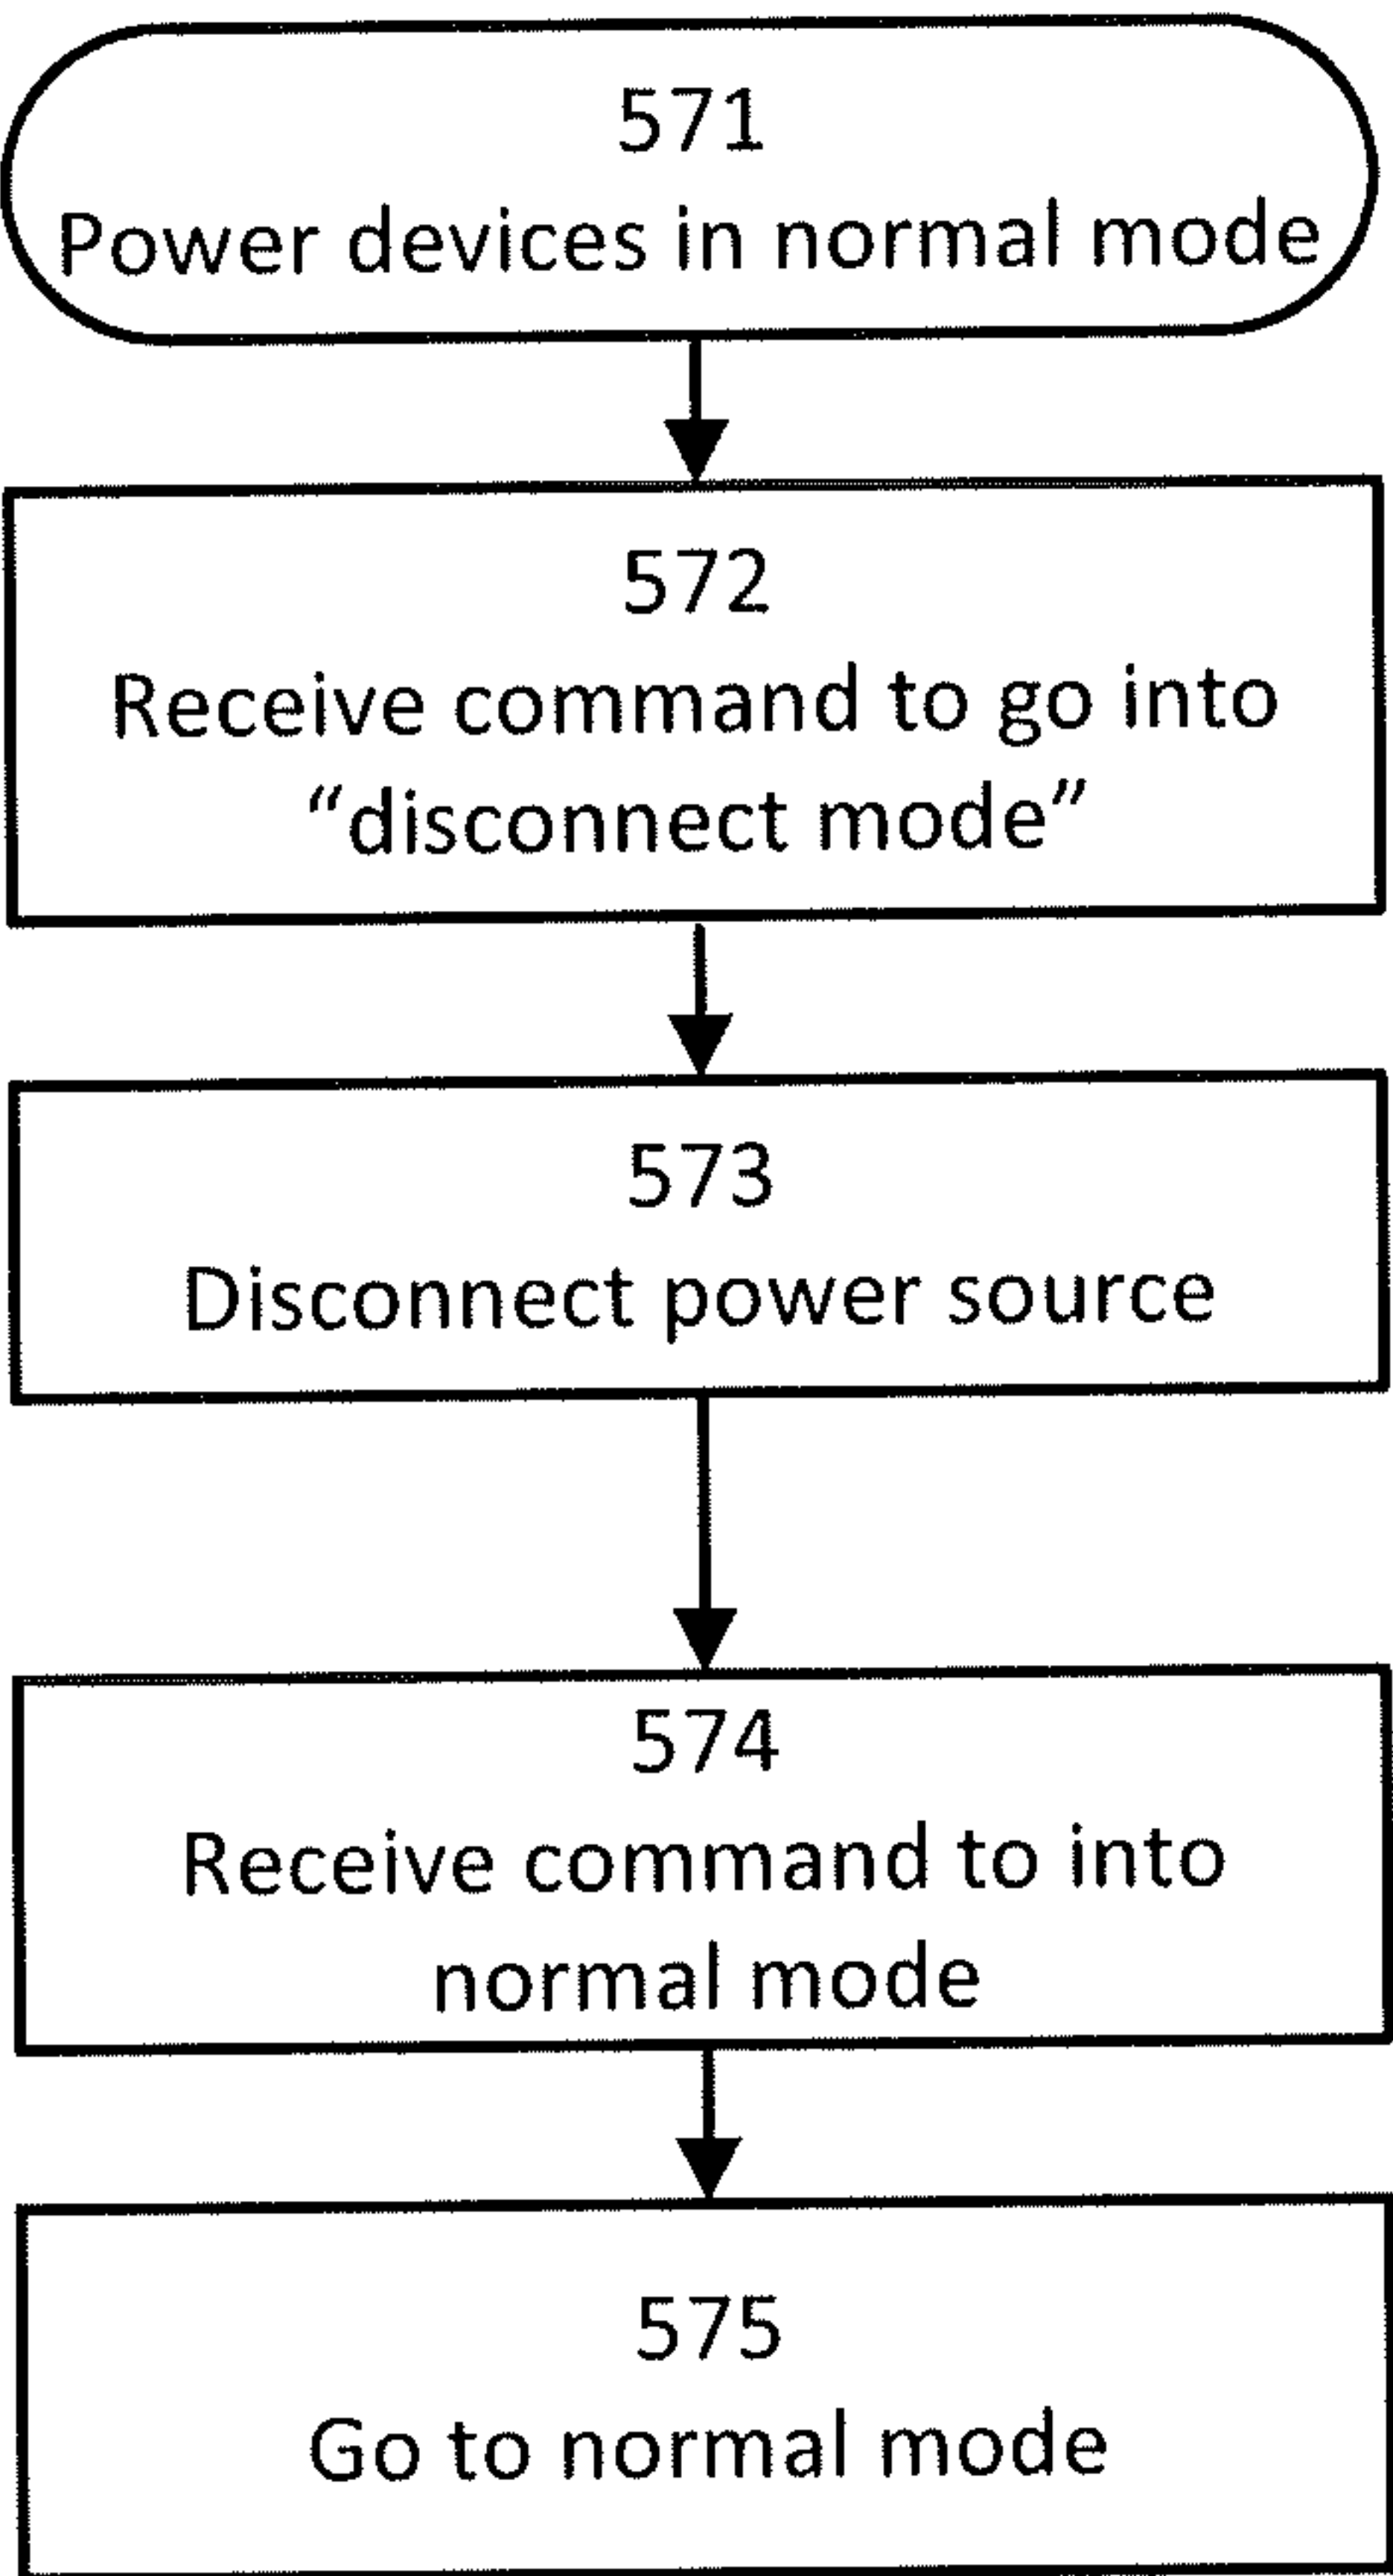 571
Power devices in normal mode
572
Receive command to go into
“disconnect mode”
573
Disconnect power source
574
Receive command to into
normal mode
575
Go to normal mode